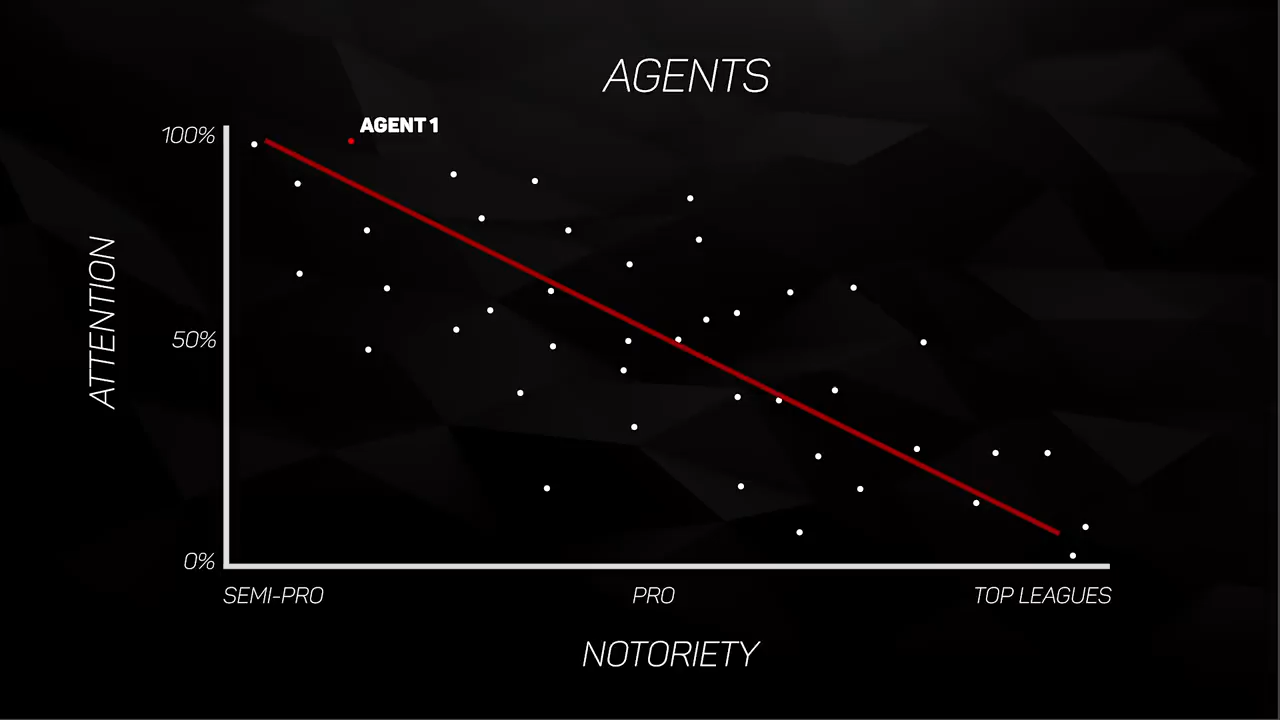 AGENTS
AGENT 1
100%
50%
0%
ATTENTION
SEMI-PRO
PRO
TOP LEAGUES
NOTORIETY